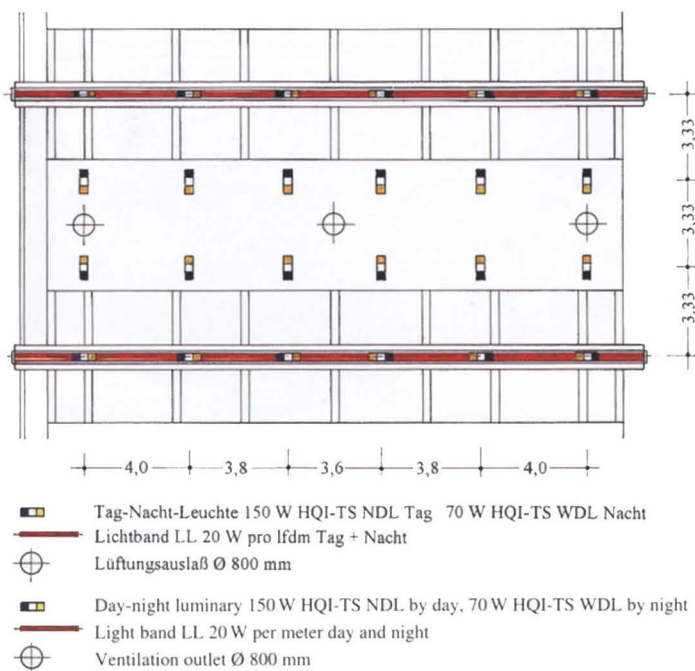 3,33
3,33
3,33
4,0 3,8 3,6 3,8 4,0
Tag-Nacht-Leuchte 150 W HQI-TS NDL Tag 70 W HQI-TS WDL Nacht
Lichtband LL 20 W pro lfdm Tag + Nacht
Lüftungsauslaß Ø 800 mm
Day-night luminary 150 W HQI-TS NDL by day, 70 W HQI-TS WDL by night
Light band LL 20 W per meter day and night
Ventilation outlet Ø 800 mm